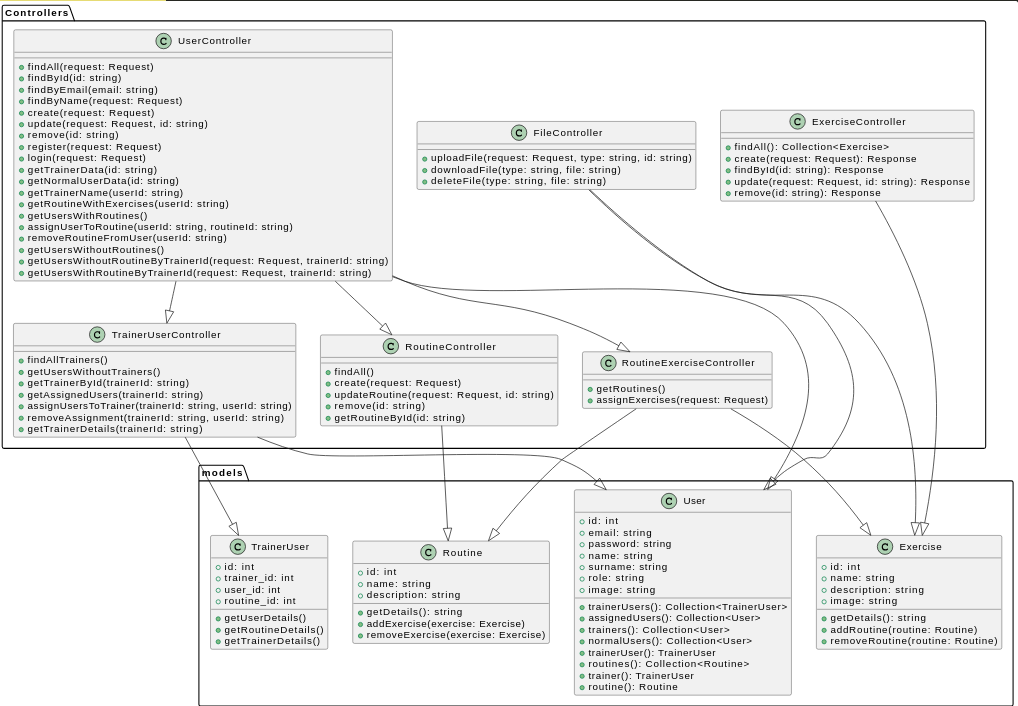 Controllers
C UserController
findAll(request: Request)
findById(id: string)
findByEmail(email: string)
findByName(request: Request)
create(request: Request)
update(request: Request, id: string)
remove(id: string)
register(request: Request)
login(request: Request)
getTrainerData(id: string)
getNormalUserData(id: string)
getTrainerName(userId: string)
getRoutineWithExercises(userId: string)
getUsersWithRoutines()
assignUserToRoutine(userId: string, routineId: string)
removeRoutineFromUser(userId: string)
getUsersWithoutRoutines()
getUsersWithoutRoutineByTrainerId(request: Request, trainerId: string)
getUsersWithRoutineByTrainerId(request: Request, trainerId: string)
C FileController
uploadFile(request: Request, type: string, id: string)
downloadFile(type: string, file: string)
deleteFile(type: string, file: string)
C ExerciseController
findAll(): Collection<Exercise>
create(request: Request): Response
findById(id: string): Response
update(request: Request, id: string): Response
remove(id: string): Response
C TrainerUserController
findAllTrainers()
getUsersWithoutTrainers()
getTrainerById(trainerId: string)
getAssignedUsers(trainerId: string)
assignUsersToTrainer(trainerId: string, userId: string)
removeAssignment(trainerId: string, userId: string)
getTrainerDetails(trainerId: string)
C RoutineController
findAll()
create(request: Request)
updateRoutine(request: Request, id: string)
remove(id: string)
getRoutineById(id: string)
C RoutineExerciseController
getRoutines()
assignExercises(request: Request)
models
C TrainerUser
id: int
trainer_id: int
user_id: int
routine_id: int
getUserDetails()
getRoutineDetails()
getTrainerDetails()
C Routine
id: int
name: string
description: string
getDetails(): string
addExercise(exercise: Exercise)
removeExercise(exercise: Exercise)
C User
id: int
email: string
password: string
name: string
surname: string
role: string
image: string
trainerUsers(): Collection<TrainerUser>
assignedUsers(): Collection<User>
trainers(): Collection<User>
normalUsers(): Collection<User>
trainerUser(): TrainerUser
routines(): Collection<Routine>
trainer(): TrainerUser
routine(): Routine
C Exercise
id: int
name: string
description: string
image: string
getDetails(): string
addRoutine(routine: Routine)
removeRoutine(routine: Routine)